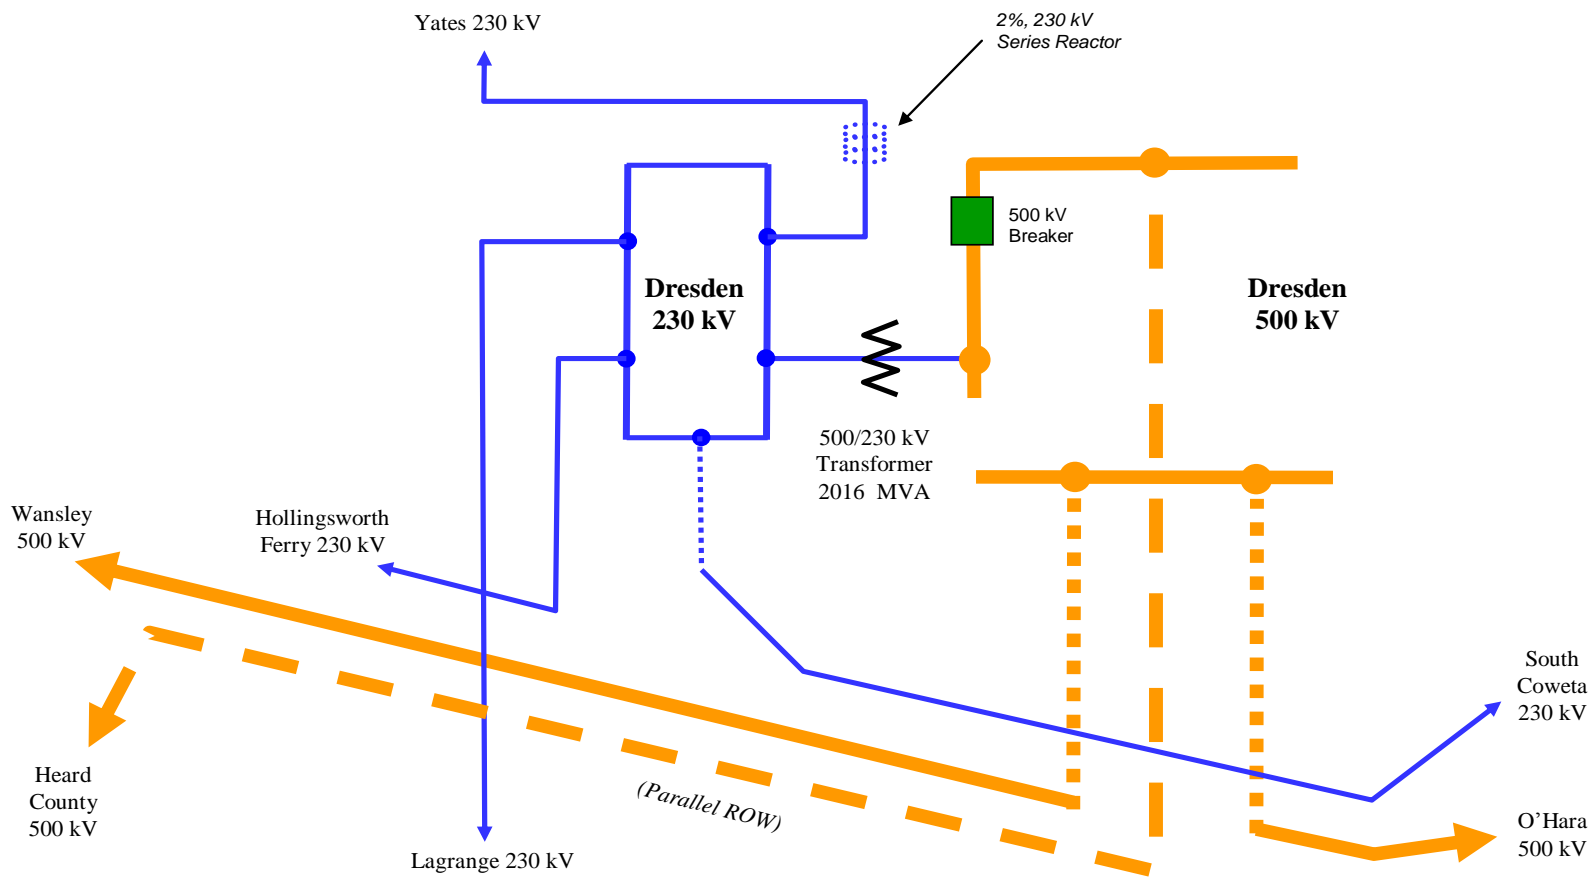 Yates 230 kV
2%, 230 kV
Series Reactor
500 kV
Breaker
Dresden
230 kV
Dresden
500 kV
500/230 kV
Transformer
2016 MVA
Wansley
500 kV
Hollingsworth
Ferry 230 kV
South
Coweta
230 kV
Heard
County
500 kV
(Parallel ROW)
O’Hara
500 kV
Lagrange 230 kV